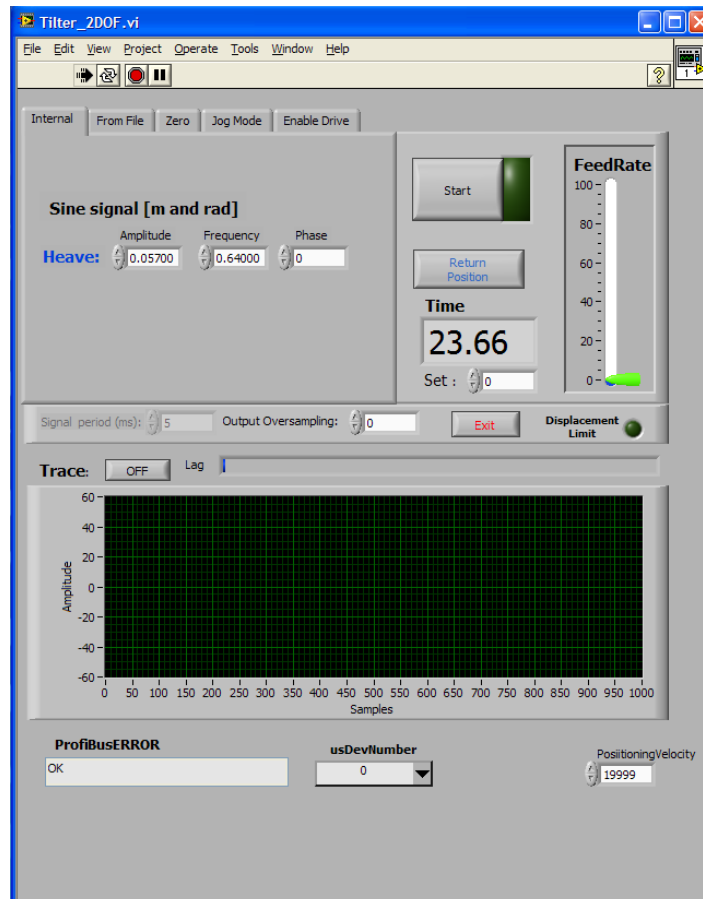 Tilter_2DOF.vi
File Edit View Project Operate Tools Window Help
1
Internal From File Zero Jog Mode Enable Drive
Sine signal [m and rad]
Amplitude Frequency Phase
Heave: 0.05700 0.64000 0
Start
Return
Position
Time
23.66
Set : 0
FeedRate
100
80
60
40
20
0
Signal period (ms): 5 Output Oversampling: 0 Exit Displacement
Limit
Trace: OFF Lag
60
40
20
0
-20
-40
-60
Amplitude
0 50 100 150 200 250 300 350 400 450 500 550 600 650 700 750 800 850 900 950 1000
Samples
ProfiBusERROR
OK
usDevNumber
0
PosiitioningVelocity
19999